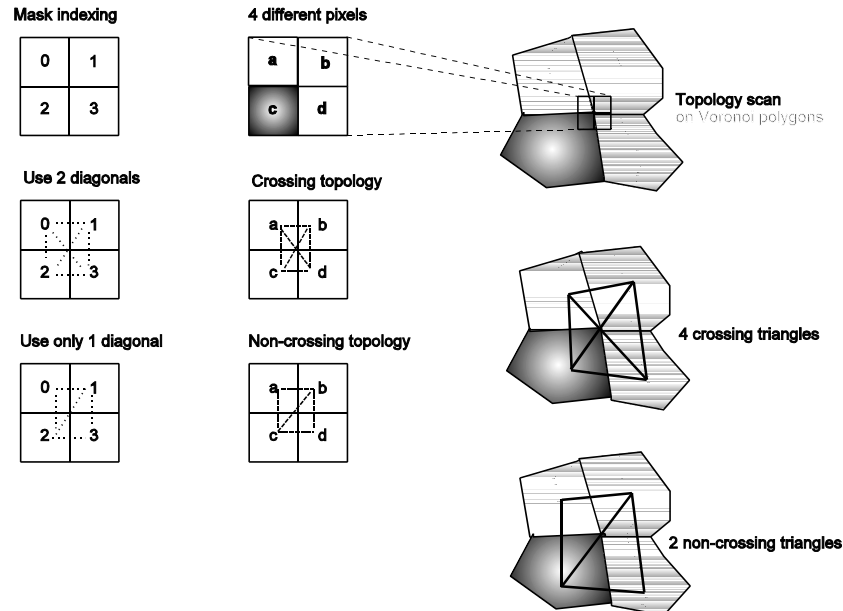 Mask indexing
0 1
2 3
4 different pixels
a b
c d
Topology scan
on Voronoi polygons
Use 2 diagonals
0 1
2 3
Crossing topology
a b
c d
4 crossing triangles
Use only 1 diagonal
0 1
2 3
Non-crossing topology
a b
c d
2 non-crossing triangles